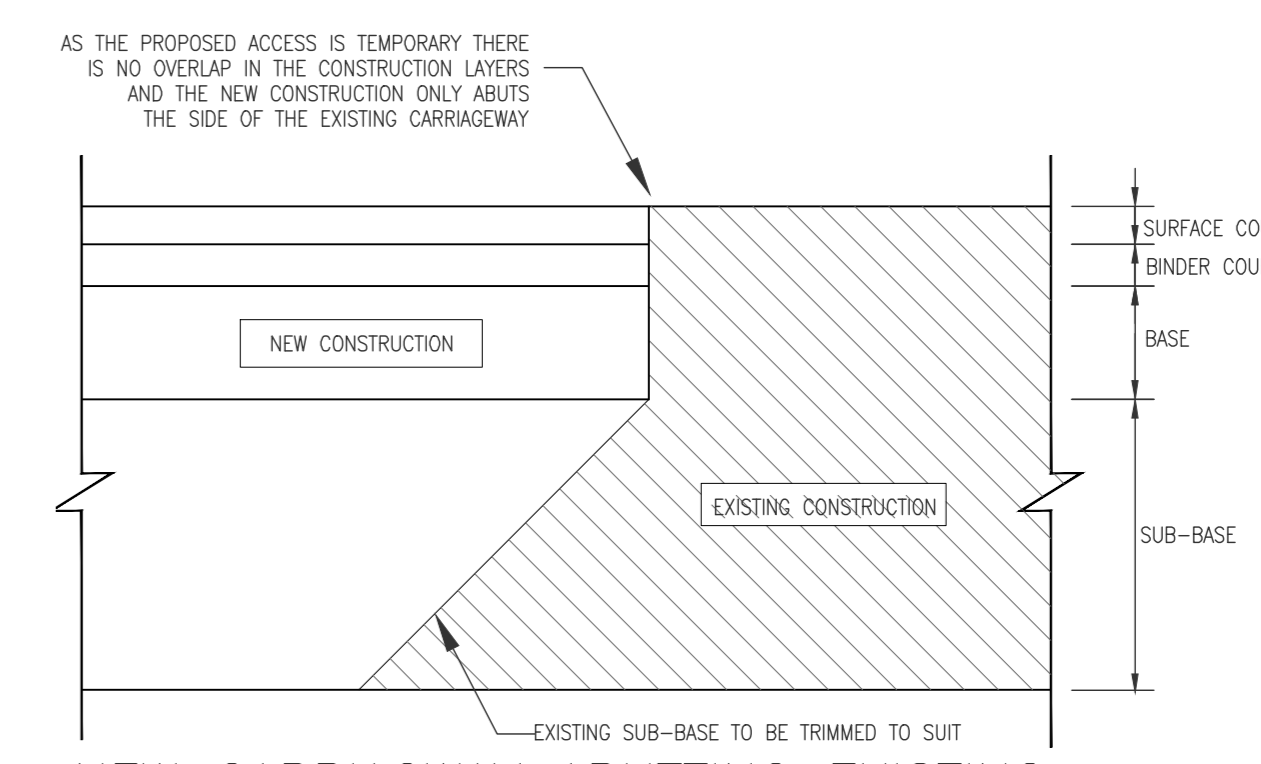 AS THE PROPOSED ACCESS IS TEMPORARY THERE
IS NO OVERLAP IN THE CONSTRUCTION LAYERS
AND THE NEW CONSTRUCTION ONLY ABUTS
THE SIDE OF THE EXISTING CARRIAGEWAY
SURFACE CO
BINDER COU
NEW CONSTRUCTION
BASE
EXISTING CONSTRUCTION
SUB-BASE
EXISTING SUB-BASE TO BE TRIMMED TO SUIT